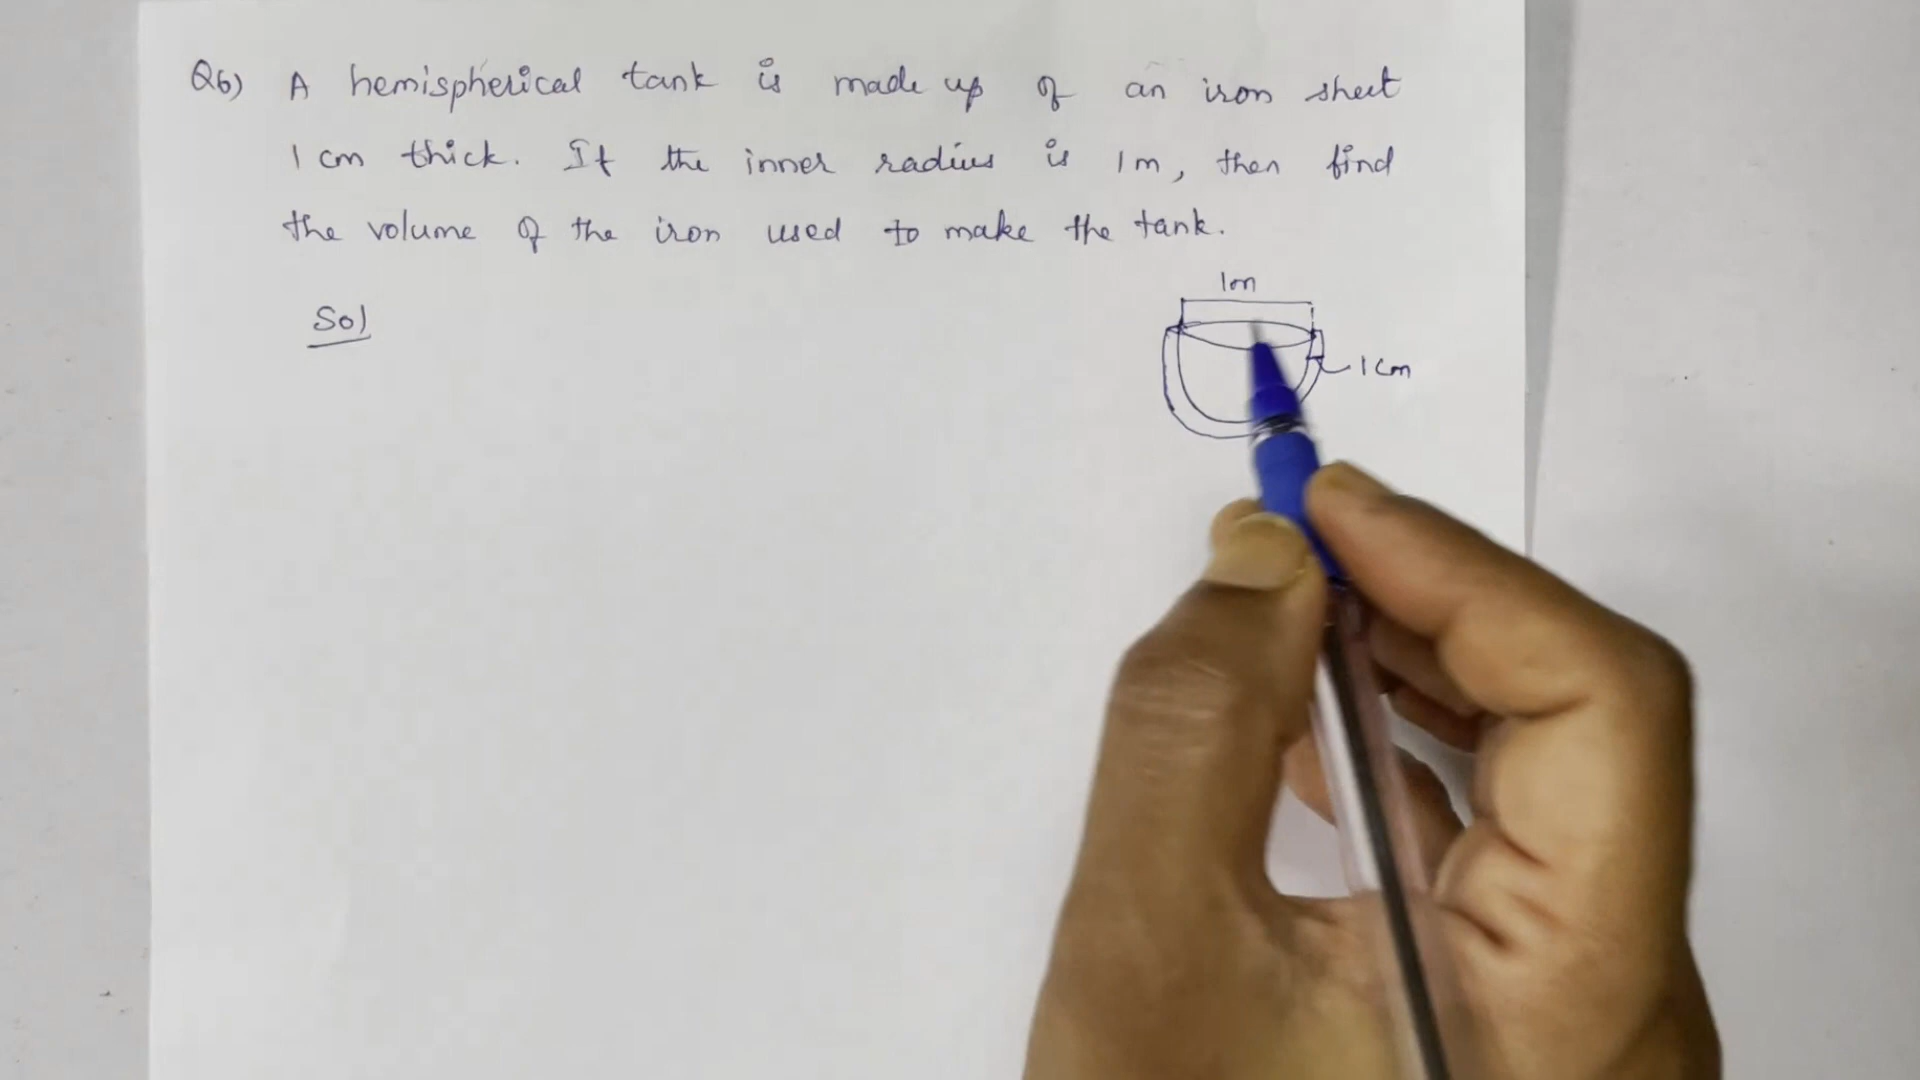 Q6) A hemispherical tank is made up of an iron sheet
1 cm thick. If the inner radius is 1m, then find
the volume of the iron used to make the tank.
1m
Sol
1cm